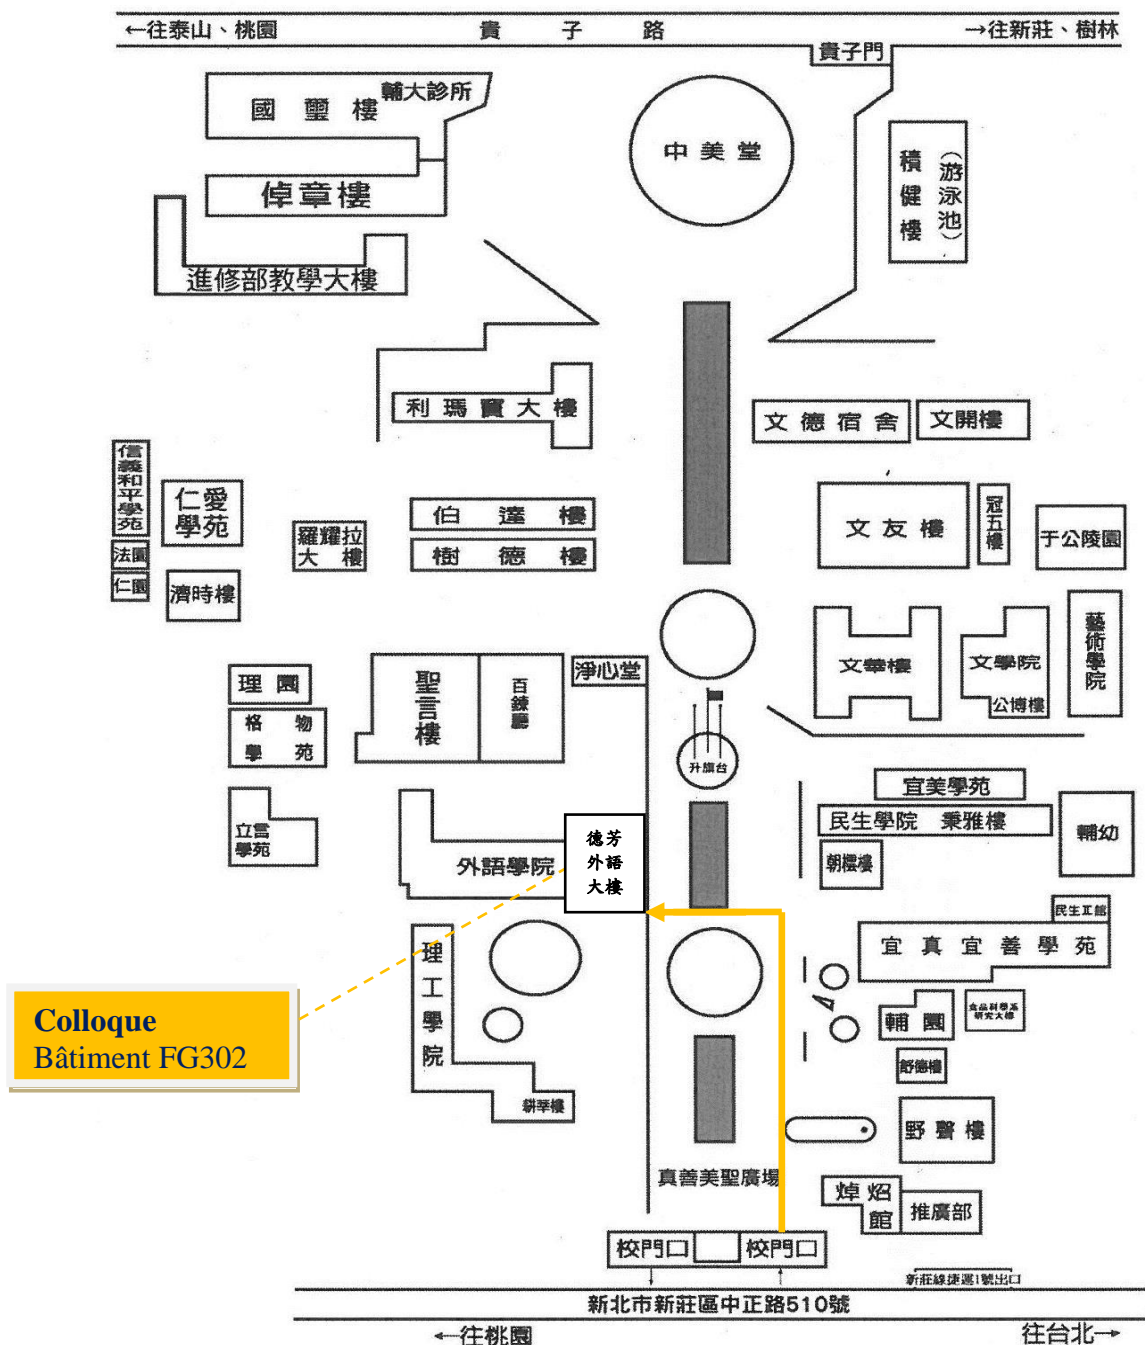 ←往泰山、桃園
貴子路
→往新莊、樹林
貴子門
輔大診所
國璽樓
中美堂
積健樓
（游泳池）
倬章樓
進修部教學大樓
利瑪竇大樓
文德宿舍
文開樓
信義和平學苑
仁愛
學苑
伯達樓
文友樓
冠五樓
于公陵園
羅耀拉
大樓
樹德樓
法園
仁園
濟時樓
藝術學院
文華樓
文學院
公博樓
理園
聖言樓
百鍊廳
淨心堂
格物
學苑
升旗台
宜美學苑
民生學院 秉雅樓
輔幼
立言
學苑
德芳
外語
大樓
外語學院
朝橒樓
民生工館
宜真宜善學苑
理工學院
輔園
食品科學系
研究大樓
Colloque
Bâtiment FG302
舒德樓
耕莘樓
野聲樓
真善美聖廣場
焯炤
館
推廣部
校門口
校門口
新莊線捷運1號出口
新北市新莊區中正路510號
←往桃園
往台北→